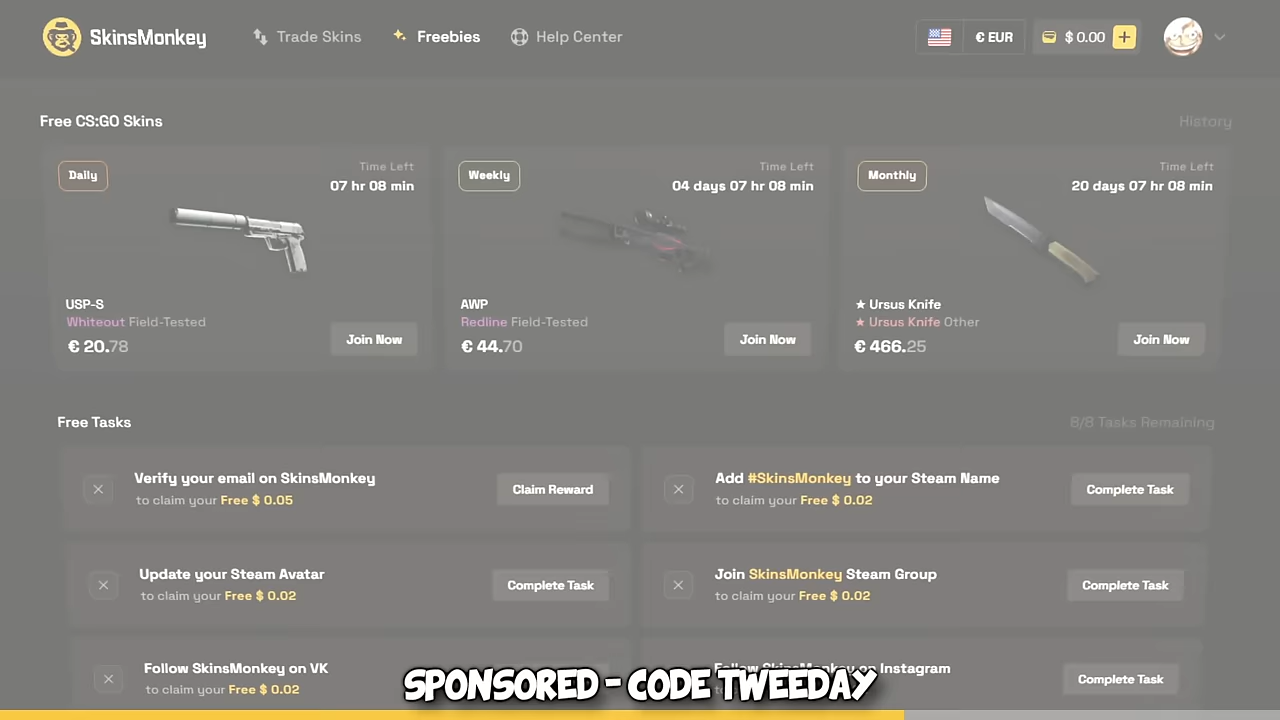 SkinsMonkey
Trade Skins
Freebies
Help Center
€ EUR
$ 0.00
Free CS:GO Skins
History
Daily
Time Left
07 hr 08 min
USP-S
Whiteout Field-Tested
€ 20.78
Join Now
Weekly
Time Left
04 days 07 hr 08 min
AWP
Redline Field-Tested
€ 44.70
Join Now
Monthly
Time Left
20 days 07 hr 08 min
★ Ursus Knife
★ Ursus Knife Other
€ 466.25
Join Now
Free Tasks
8/8 Tasks Remaining
Verify your email on SkinsMonkey
to claim your Free $ 0.05
Claim Reward
Add #SkinsMonkey to your Steam Name
to claim your Free $ 0.02
Complete Task
Update your Steam Avatar
to claim your Free $ 0.02
Complete Task
Join SkinsMonkey Steam Group
to claim your Free $ 0.02
Complete Task
Follow SkinsMonkey on VK
to claim your Free $ 0.02
Follow SkinsMonkey on Instagram
Complete Task
SPONSORED - CODE TWEEDAY